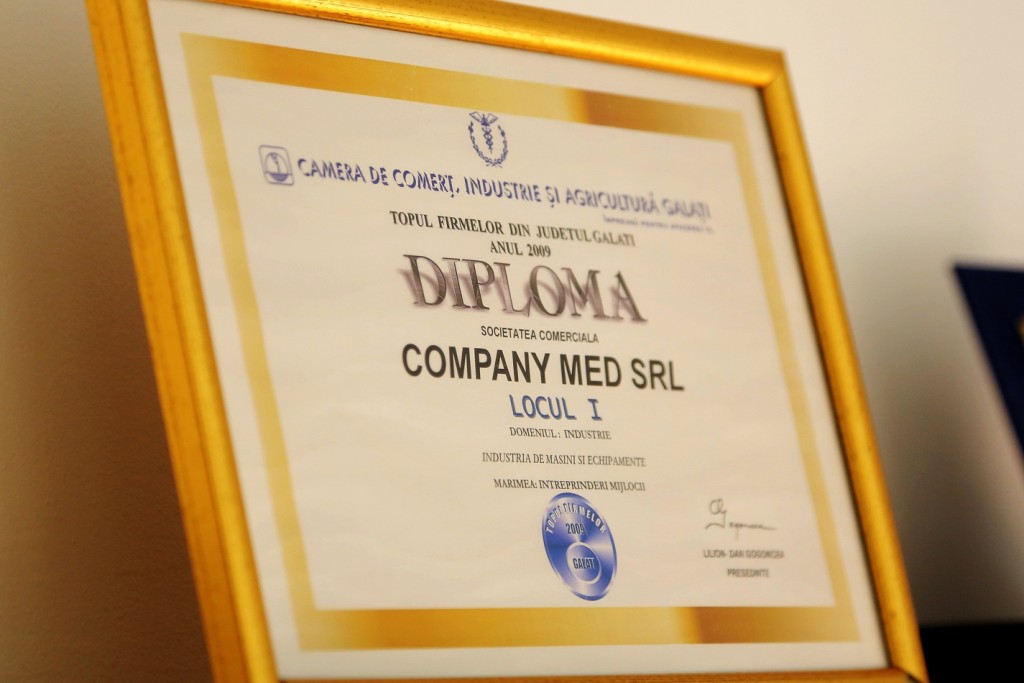 CAMERA DE COMERȚ, INDUSTRIE ȘI AGRICULTURĂ GALAȚI
TOPUL FIRMELOR DIN JUDETUL GALATI
ANUL 2009
DIPLOMA
SOCIETATEA COMERCIALA
COMPANY MED SRL
LOCUL I
DOMENIUL: INDUSTRIE
INDUSTRIA DE MASINI SI ECHIPAMENTE
MARIMEA: INTREPRINDERI MIJLOCII
TOPUL FIRMELOR
2009
GALATI
PRESEDINTE